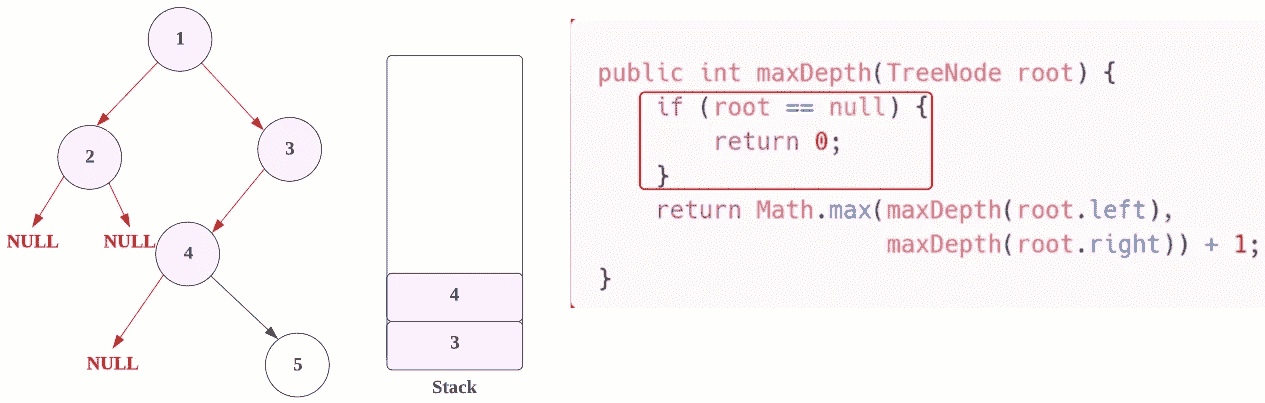 1
2
3
NULL
NULL
4
NULL
5
4
3
Stack
public int maxDepth(TreeNode root) {
    if (root == null) {
        return 0;
    }
    return Math.max(maxDepth(root.left),
                    maxDepth(root.right)) + 1;
}